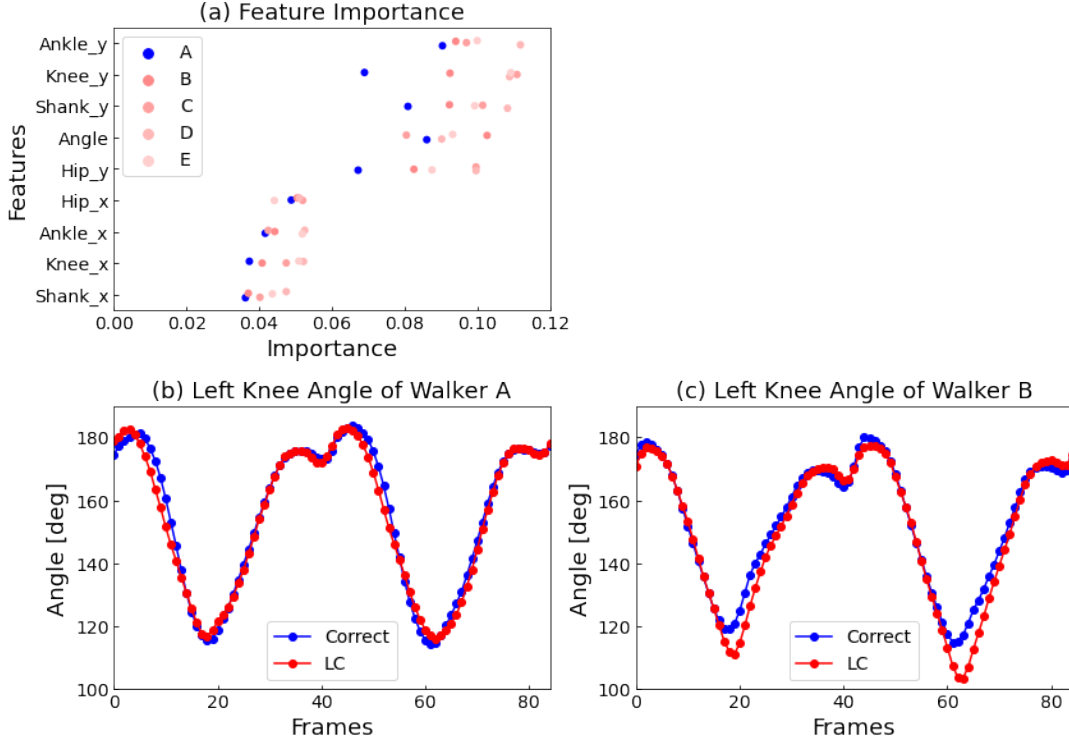 (a) Feature Importance
Features
Ankle_y
Knee_y
Shank_y
Angle
Hip_y
Hip_x
Ankle_x
Knee_x
Shank_x
A
B
C
D
E
0.00 0.02 0.04 0.06 0.08 0.10 0.12
Importance
(b) Left Knee Angle of Walker A
Angle [deg]
180
160
140
120
100
Correct
LC
0 20 40 60 80
Frames
(c) Left Knee Angle of Walker B
Angle [deg]
180
160
140
120
100
Correct
LC
0 20 40 60 80
Frames